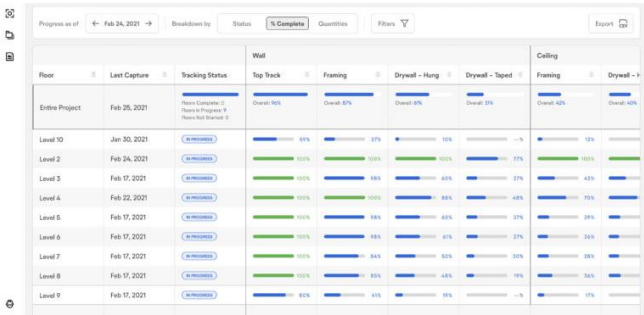 Progress as of ← Feb 24, 2021 → Breakdown by Status % Complete Quantities Filters Export
Wall Ceiling
Floor Last Capture Tracking Status Top Track Framing Drywall – Hung Drywall – Taped Framing Drywall – H
Entire Project Feb 25, 2021 Floors Complete: 0 Overall: 96% Overall: 87% Overall: 61% Overall: 31% Overall: 42% Overall: 40%
Floors In Progress: 9
Floors Not Started: 0
Level 10 Jan 30, 2021 IN PROGRESS 59% 37% 10% --% 13%
Level 2 Feb 24, 2021 IN PROGRESS 100% 100% 100% 77% 100%
Level 3 Feb 17, 2021 IN PROGRESS 100% 98% 60% 27% 43%
Level 4 Feb 22, 2021 IN PROGRESS 100% 100% 88% 48% 70%
Level 5 Feb 17, 2021 IN PROGRESS 100% 98% 60% 37% 29%
Level 6 Feb 17, 2021 IN PROGRESS 100% 98% 61% 27% 26%
Level 7 Feb 17, 2021 IN PROGRESS 100% 84% 50% 30% 28%
Level 8 Feb 17, 2021 IN PROGRESS 100% 85% 48% 19% 36%
Level 9 Feb 17, 2021 IN PROGRESS 80% 41% 19% --% 17%